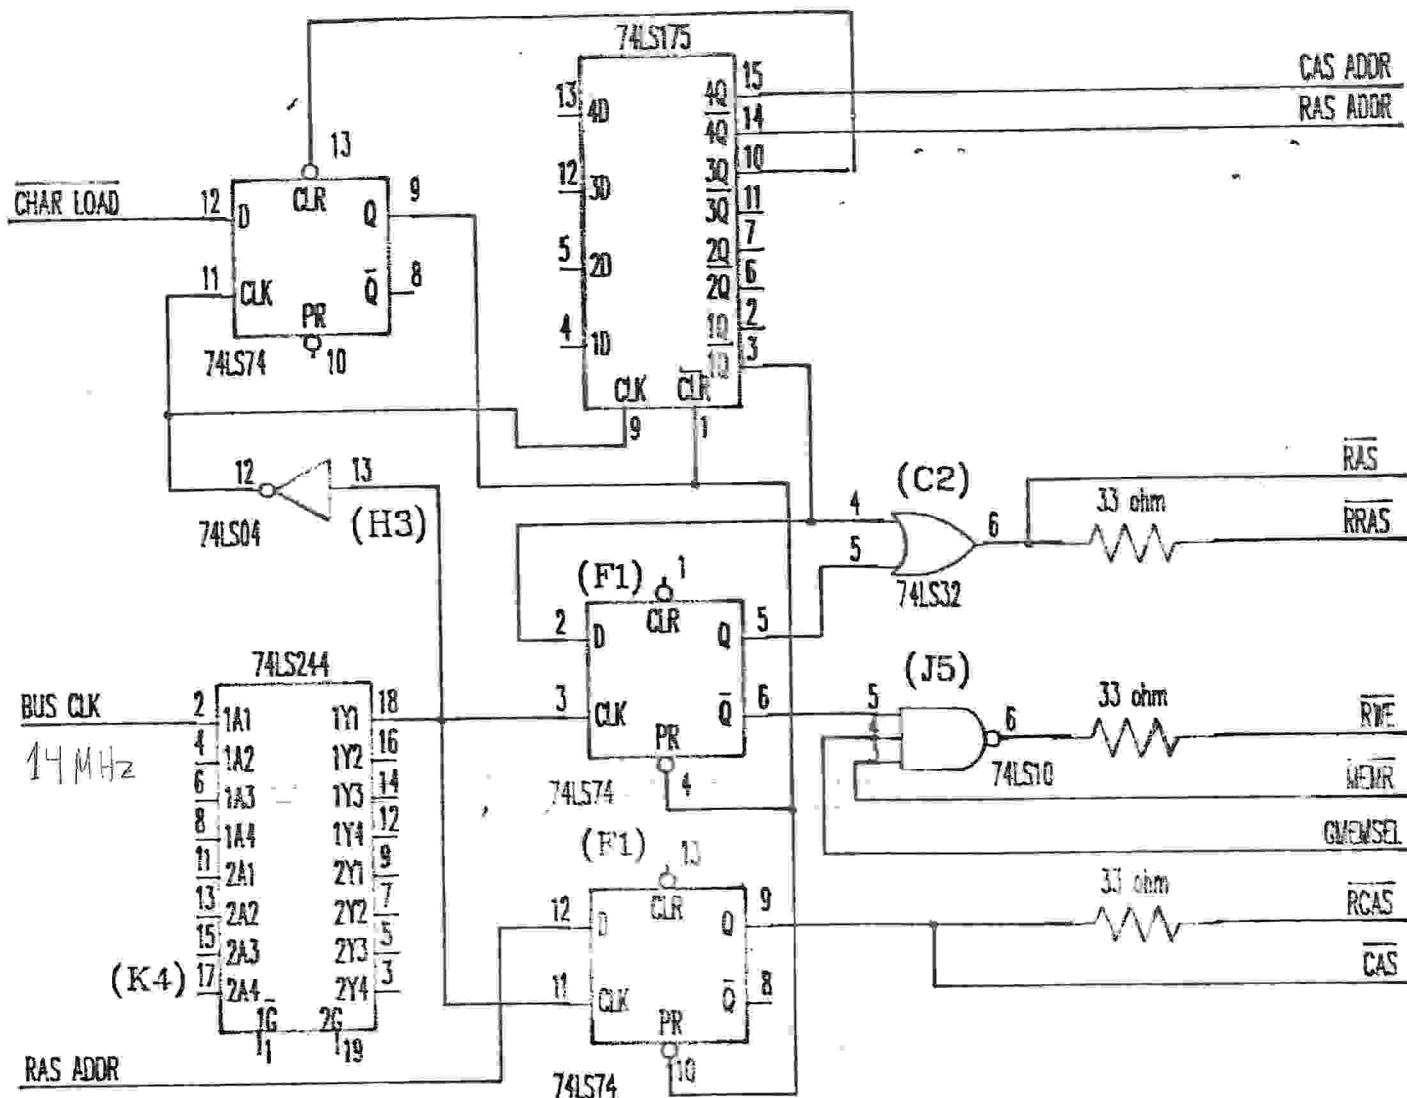 74LS175
CAS ADDR
RAS ADDR
13 4D 4Q 15
4Q 14
3Q 10
12 3D 3Q 11
2Q 7
5 2D 2Q 6
1Q 2
4 1D 1Q 3
CLK CLR
9 1
CHAR LOAD
13
CLR
12 D Q 9
11 CLK Q 8
PR
74LS74 10
12 13
74LS04 (H3)
(C2)
4
5 6
74LS32
RAS
33 ohm RRAS
(F1) 1
CLR
2 D Q 5
3 CLK Q 6
PR
74LS74 4
(J5)
5
4
6
74LS10
33 ohm RWE
MEMR
GMEMSEL
74LS244
BUS CLK
14 MHz
2 1A1 1Y1 18
4 1A2 1Y2 16
6 1A3 1Y3 14
8 1A4 1Y4 12
11 2A1 2Y1 9
13 2A2 2Y2 7
15 2A3 2Y3 5
(K4) 17 2A4 2Y4 3
1G 2G
1 19
RAS ADDR
(F1) 13
CLR
12 D Q 9
11 CLK Q 8
PR
74LS74 10
33 ohm RCAS
CAS